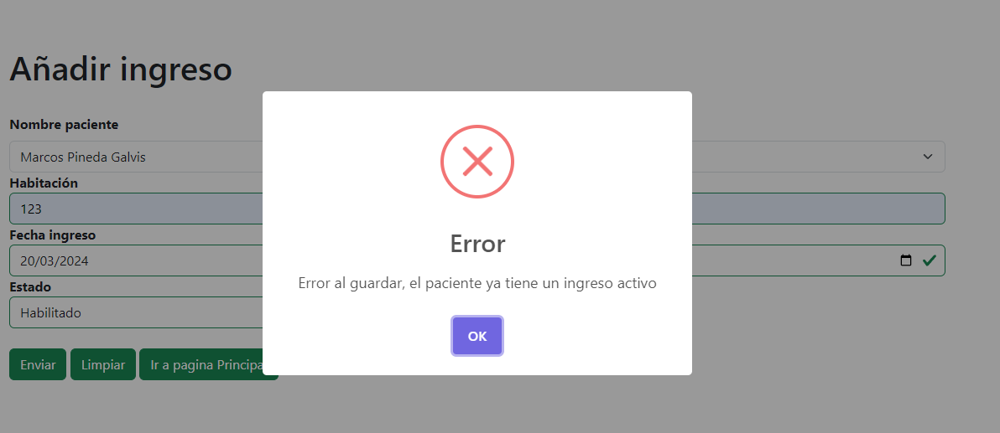 Añadir ingreso
Nombre paciente
Marcos Pineda Galvis
Habitación
123
Fecha ingreso
20/03/2024
Estado
Habilitado
Enviar
Limpiar
Ir a pagina Principa
Error
Error al guardar, el paciente ya tiene un ingreso activo
OK